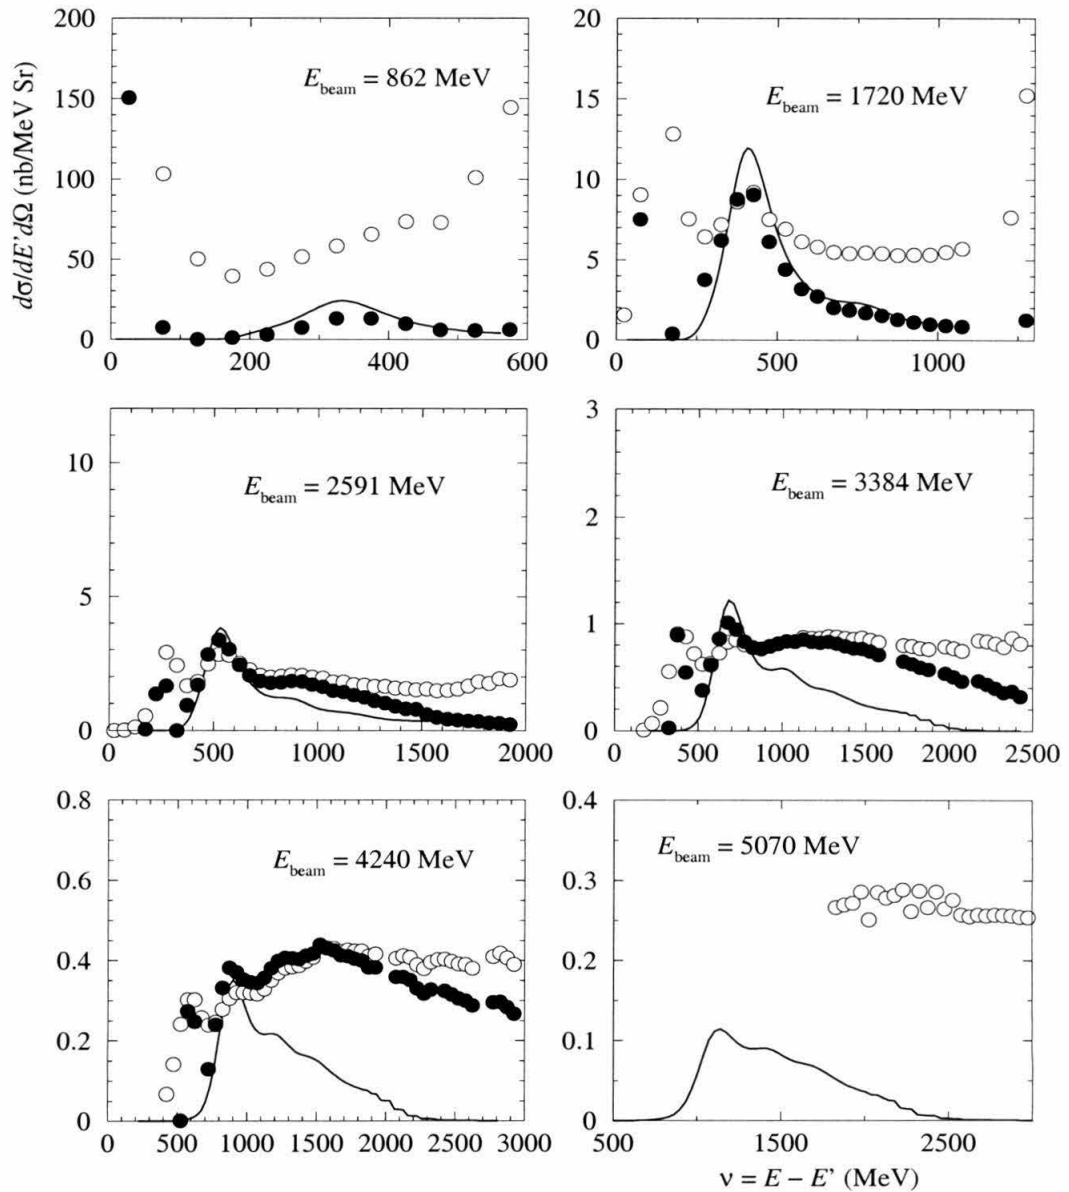 200
150
100
50
0
dσ/dE'dΩ (nb/MeV Sr)
E_beam = 862 MeV
0 200 400 600
20
15
10
5
0
E_beam = 1720 MeV
0 500 1000
10
5
0
E_beam = 2591 MeV
0 500 1000 1500 2000
3
2
1
0
E_beam = 3384 MeV
0 500 1000 1500 2000 2500
0.8
0.6
0.4
0.2
0
E_beam = 4240 MeV
0 500 1000 1500 2000 2500 3000
0.4
0.3
0.2
0.1
0
E_beam = 5070 MeV
500 1500 2500
ν = E – E' (MeV)